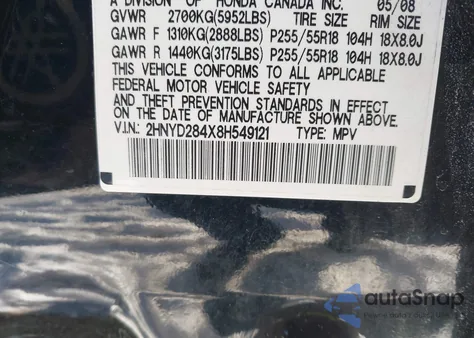 A DIVISION OF HONDA CANADA INC. 05/08
GVWR 2700KG(5952LBS) TIRE SIZE RIM SIZE
GAWR F 1310KG(2888LBS) P255/55R18 104H 18X8.0J
GAWR R 1440KG(3175LBS) P255/55R18 104H 18X8.0J
THIS VEHICLE CONFORMS TO ALL APPLICABLE
FEDERAL MOTOR VEHICLE SAFETY
AND THEFT PREVENTION STANDARDS IN EFFECT
ON THE DATE OF MANUFACTURE SHOWN ABOVE.
V.I.N.: 2HNYD284X8H549121 TYPE: MPV
autoSnap